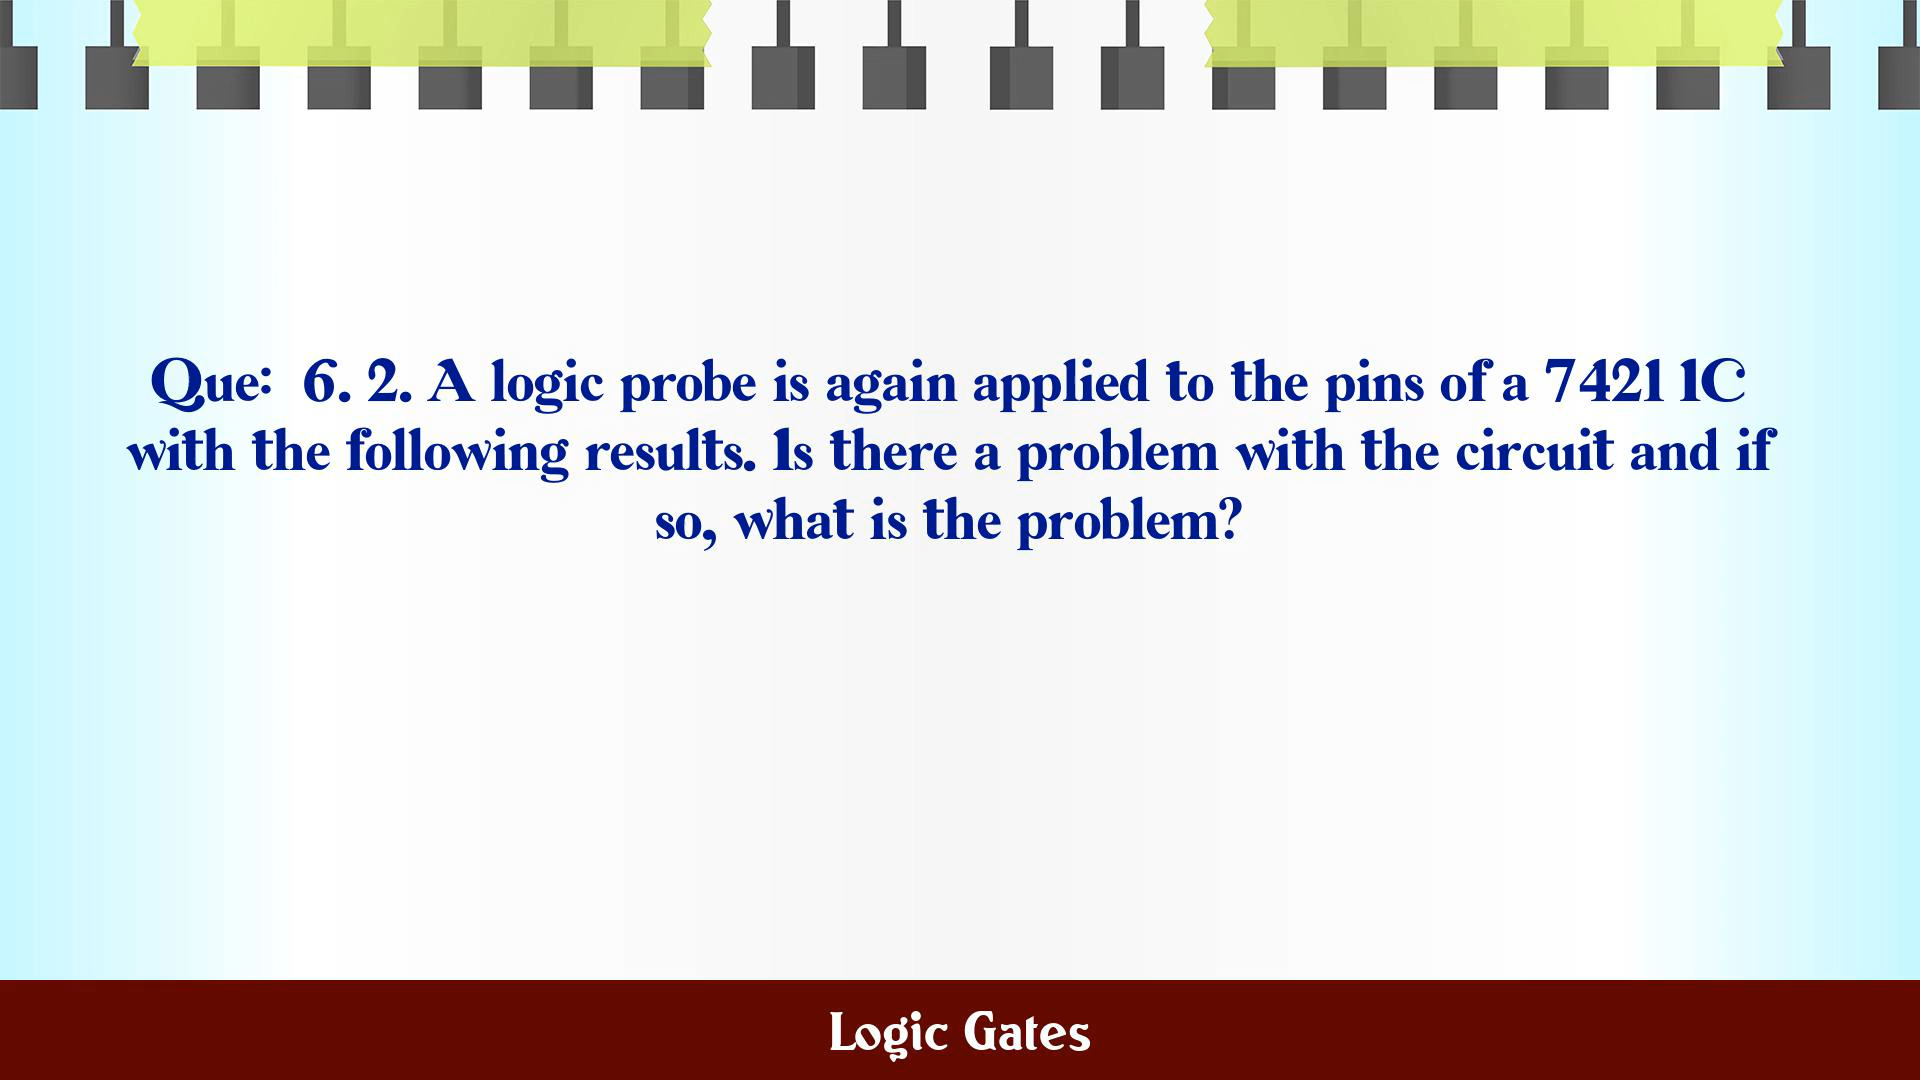 Que: 6. 2. A logic probe is again applied to the pins of a 7421 1C
with the following results. Is there a problem with the circuit and if
so, what is the problem?
Logic Gates